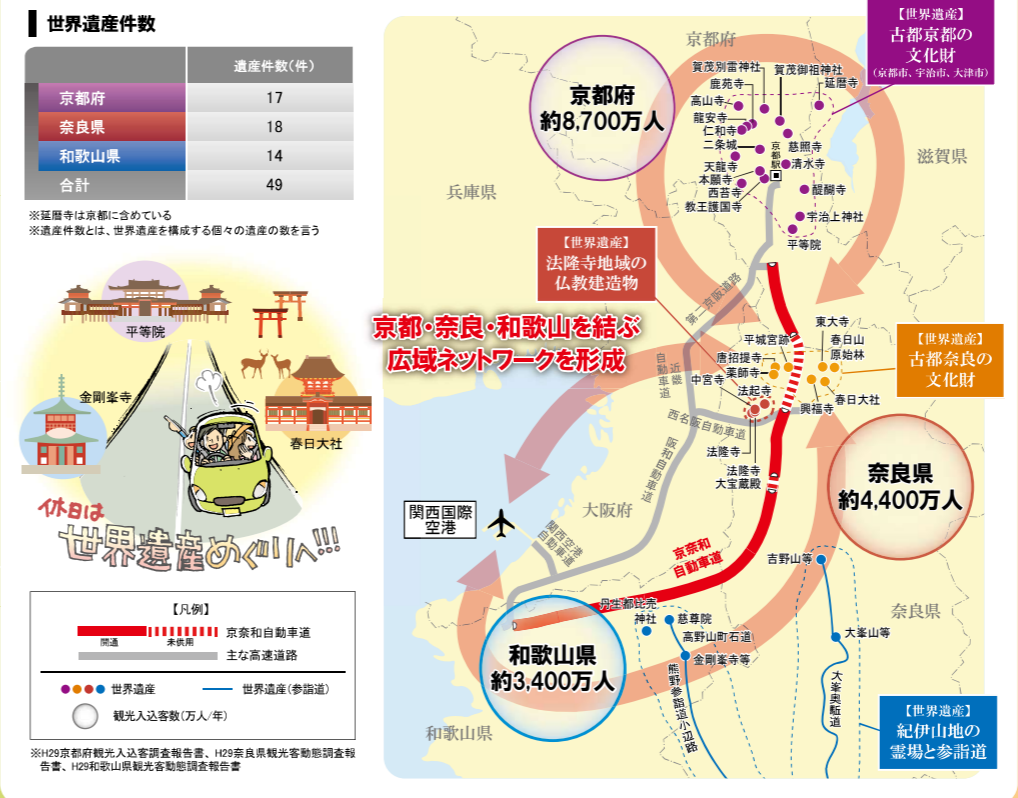 世界遺産件数
遺産件数(件)
京都府 17
奈良県 18
和歌山県 14
合計 49
※延暦寺は京都に含めている
※遺産件数とは、世界遺産を構成する個々の遺産の数を言う
平等院
金剛峯寺
春日大社
休日は
世界遺産めぐりへ!!!
【凡例】
京奈和自動車道
開通
未供用
主な高速道路
世界遺産
世界遺産(参詣道)
観光入込客数(万人/年)
※H29京都府観光入込客調査報告書、H29奈良県観光客動態調査報
告書、H29和歌山県観光客動態調査報告書
京都・奈良・和歌山を結ぶ
広域ネットワークを形成
【世界遺産】
古都京都の
文化財
(京都市、宇治市、大津市)
京都府
京都府
約8,700万人
賀茂別雷神社
賀茂御祖神社
鹿苑寺
延暦寺
高山寺
龍安寺
仁和寺
二条城
京都駅
慈照寺
清水寺
天龍寺
本願寺
西苔寺
教王護国寺
醍醐寺
宇治上神社
平等院
滋賀県
兵庫県
【世界遺産】
法隆寺地域の
仏教建造物
第二京阪道路
近畿
自動車道
東大寺
平城宮跡
春日山
原始林
唐招提寺
薬師寺
中宮寺
法起寺
春日大社
興福寺
【世界遺産】
古都奈良の
文化財
西名阪自動車道
阪和自動車道
法隆寺
法隆寺
大宝蔵殿
奈良県
約4,400万人
関西国際
空港
大阪府
関西空港
自動車道
京奈和
自動車道
吉野山等
奈良県
丹生都比売
神社
慈尊院
高野山町石道
金剛峯寺等
大峯山等
和歌山県
約3,400万人
熊野参詣道小辺路
大峯奥駈道
和歌山県
【世界遺産】
紀伊山地の
霊場と参詣道